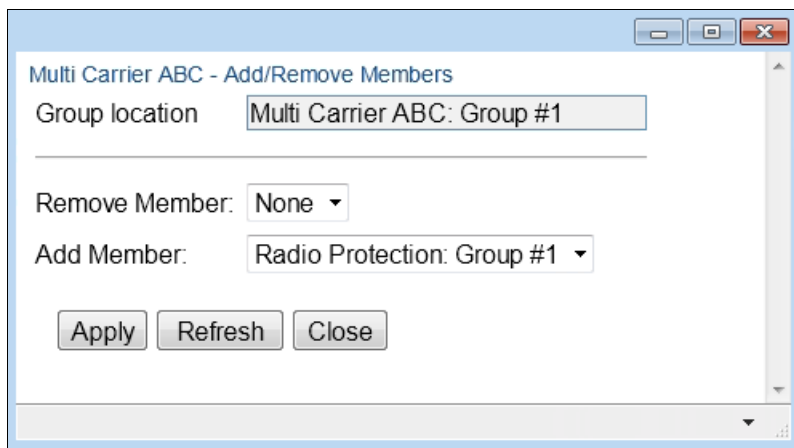 Multi Carrier ABC - Add/Remove Members
Group location Multi Carrier ABC: Group #1
Remove Member: None
Add Member: Radio Protection: Group #1
Apply Refresh Close